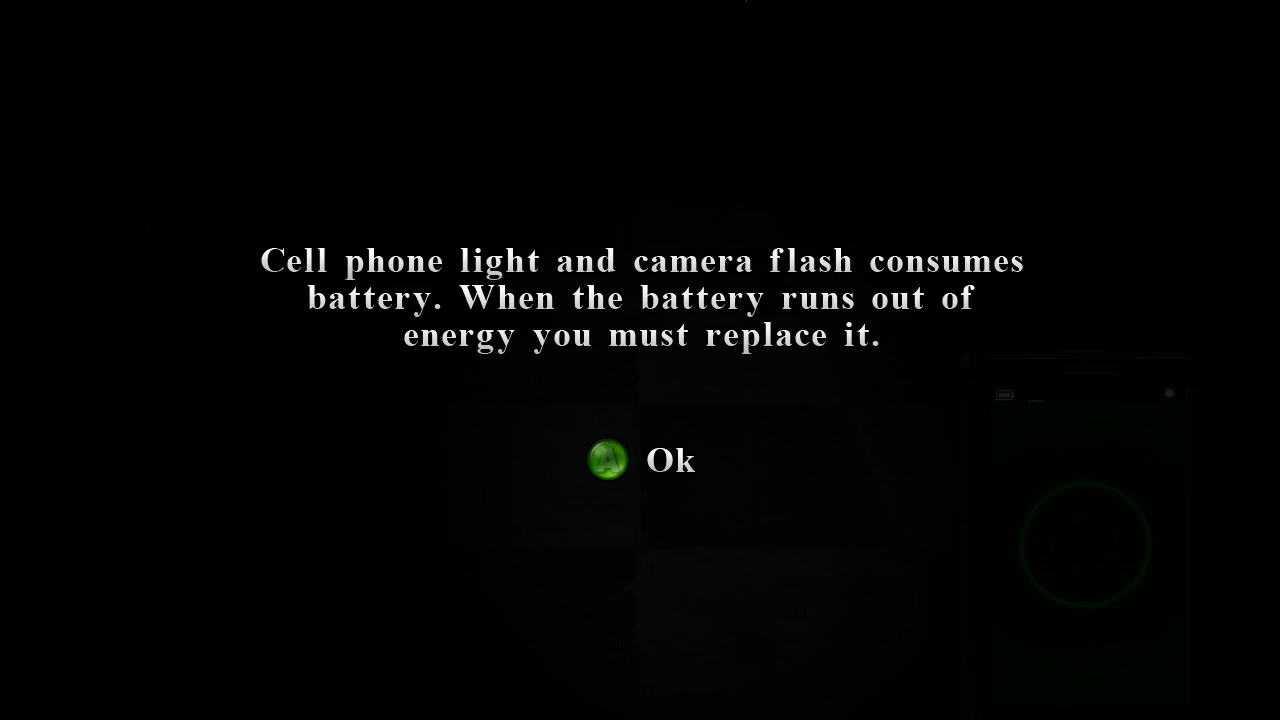 Cell phone light and camera flash consumes
battery. When the battery runs out of
energy you must replace it.
A Ok